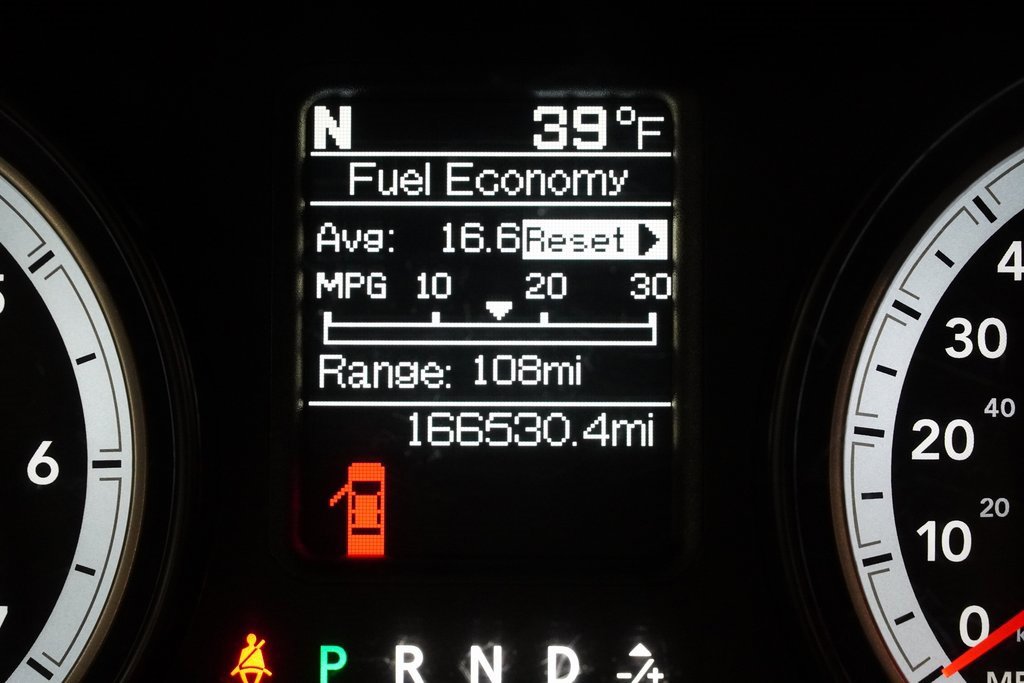 N 39°F
Fuel Economy
Avg: 16.6 Reset
MPG 10 20 30
Range: 108mi
166530.4mi
P R N D -/+
6
30
40
20
20
10
0